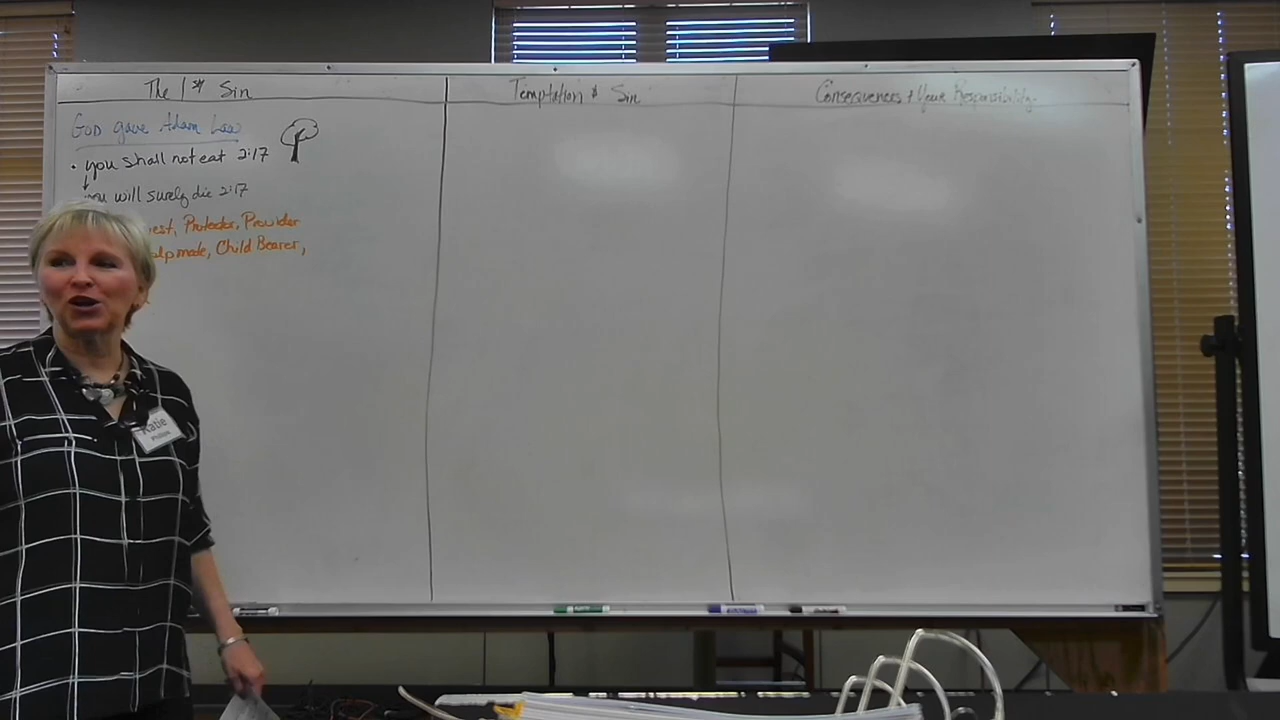 The 1st Sin
Temptation & Sin
Consequences & Your Responsibility
God gave Adam Law
• you shall not eat 2:17
you will surely die 2:17
Protector, Provider
Child Bearer,
Katie